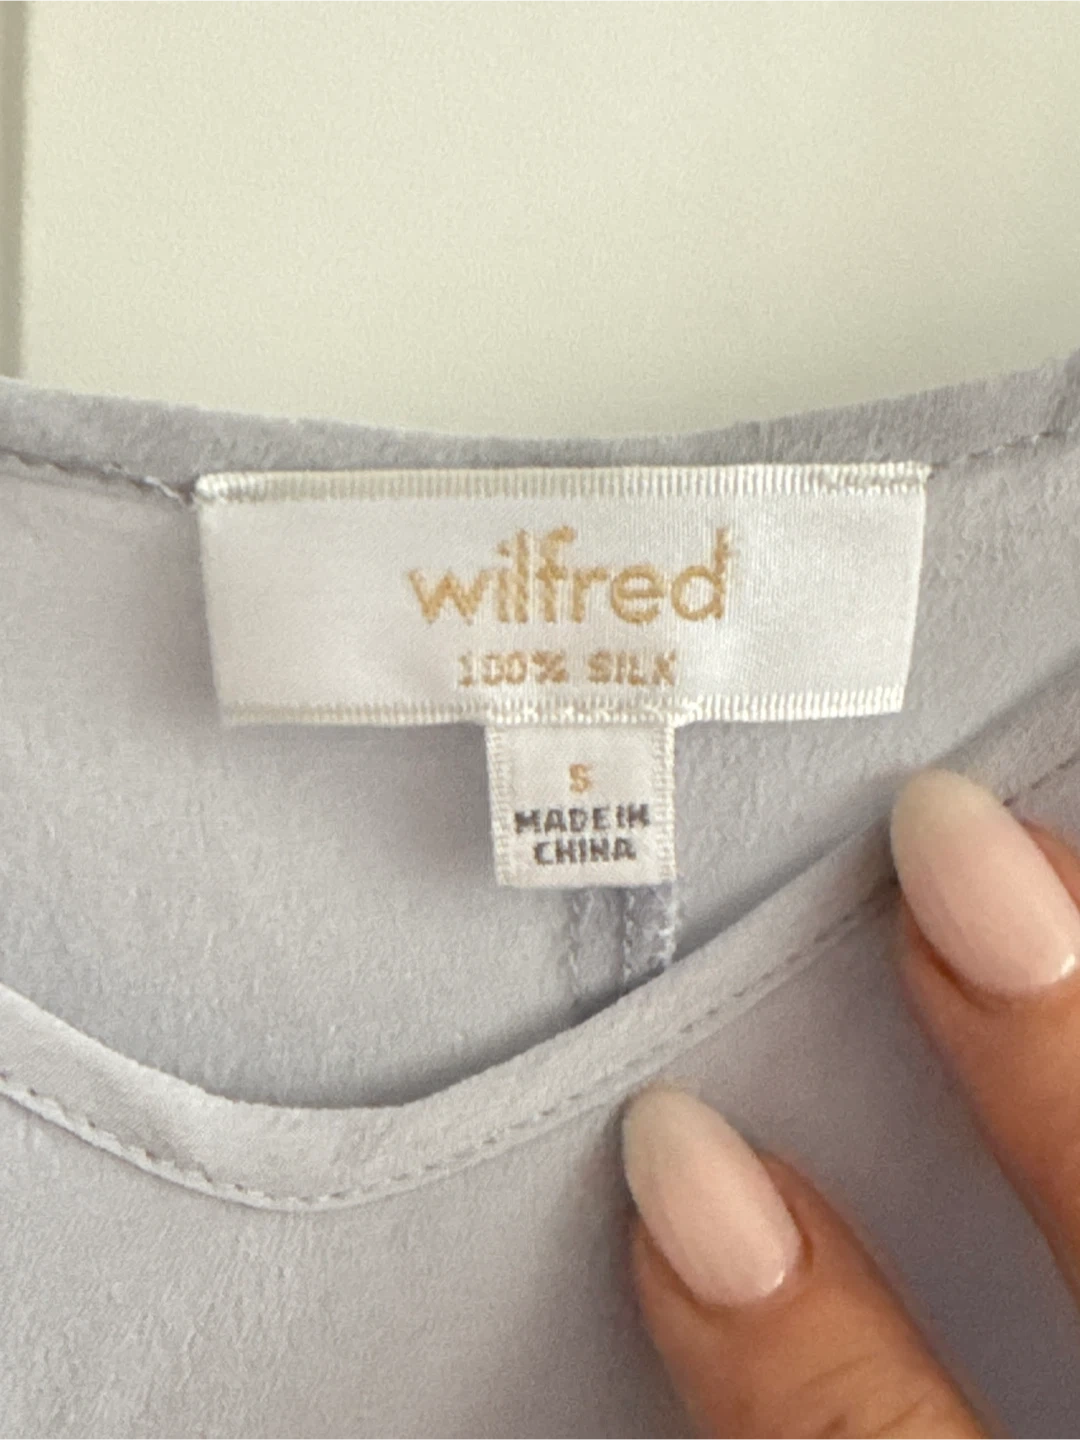 wilfred
100% SILK
S
MADE IN
CHINA